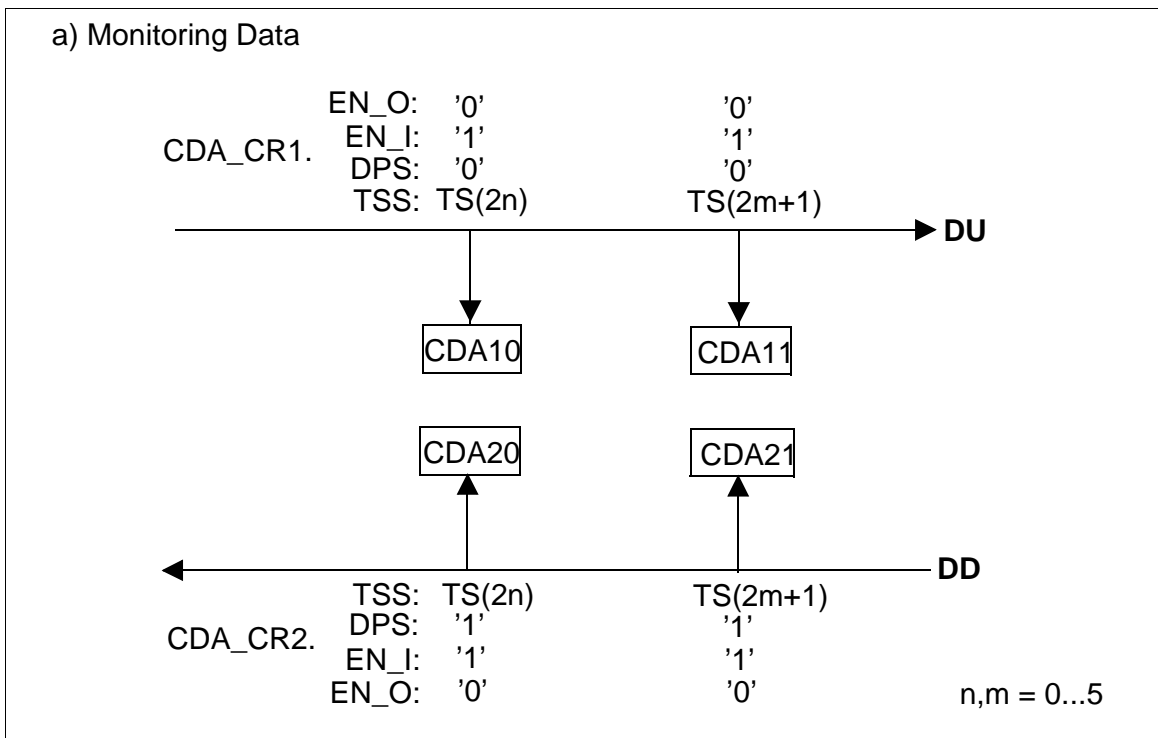 a) Monitoring Data
EN_O: ’0’ ’0’
EN_I: ’1’ ’1’
CDA_CR1.
DPS: ’0’ ’0’
TSS: TS(2n) TS(2m+1)
DU
CDA10 CDA11
CDA20 CDA21
DD
TSS: TS(2n) TS(2m+1)
DPS: ’1’ ’1’
CDA_CR2.
EN_I: ’1’ ’1’
EN_O: ’0’ ’0’ n,m = 0...5